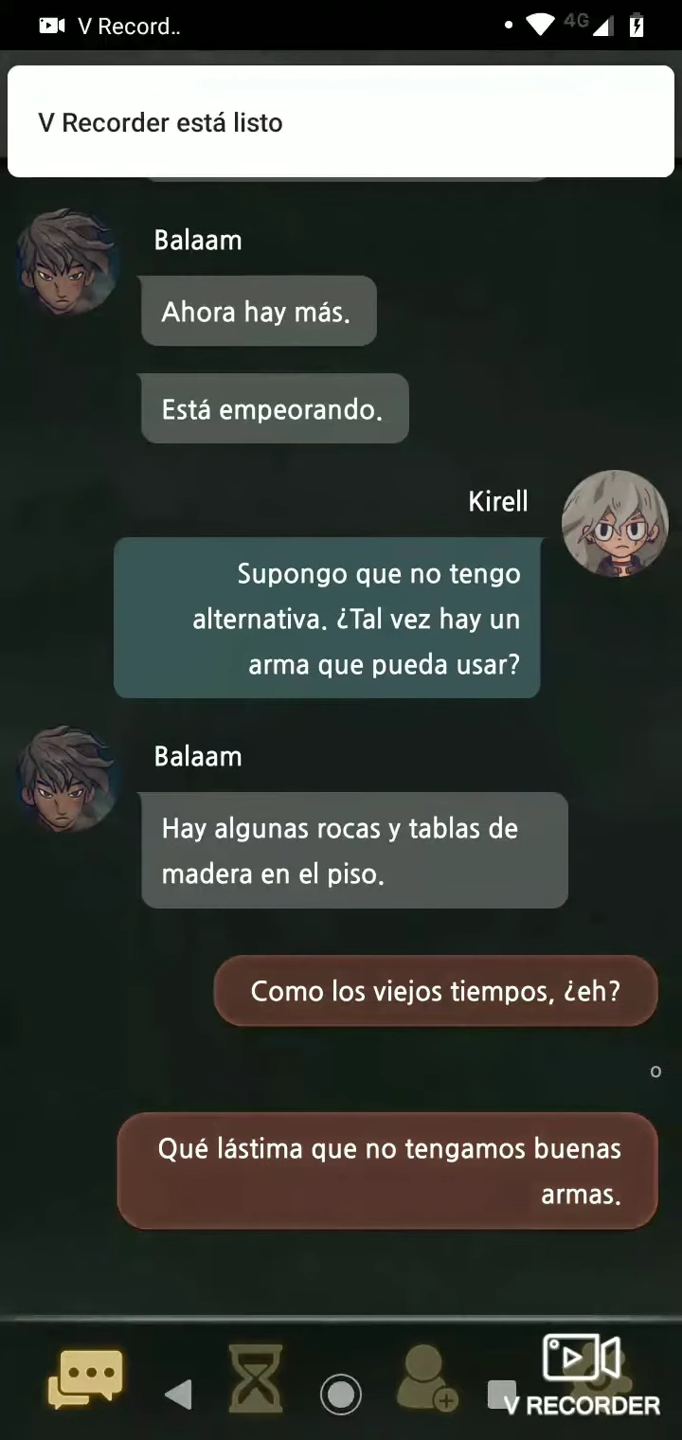 V Record..
4G
V Recorder está listo
Balaam
Ahora hay más.
Está empeorando.
Kirell
Supongo que no tengo
alternativa. ¿Tal vez hay un
arma que pueda usar?
Balaam
Hay algunas rocas y tablas de
madera en el piso.
Como los viejos tiempos, ¿eh?
o
Qué lástima que no tengamos buenas
armas.
V RECORDER